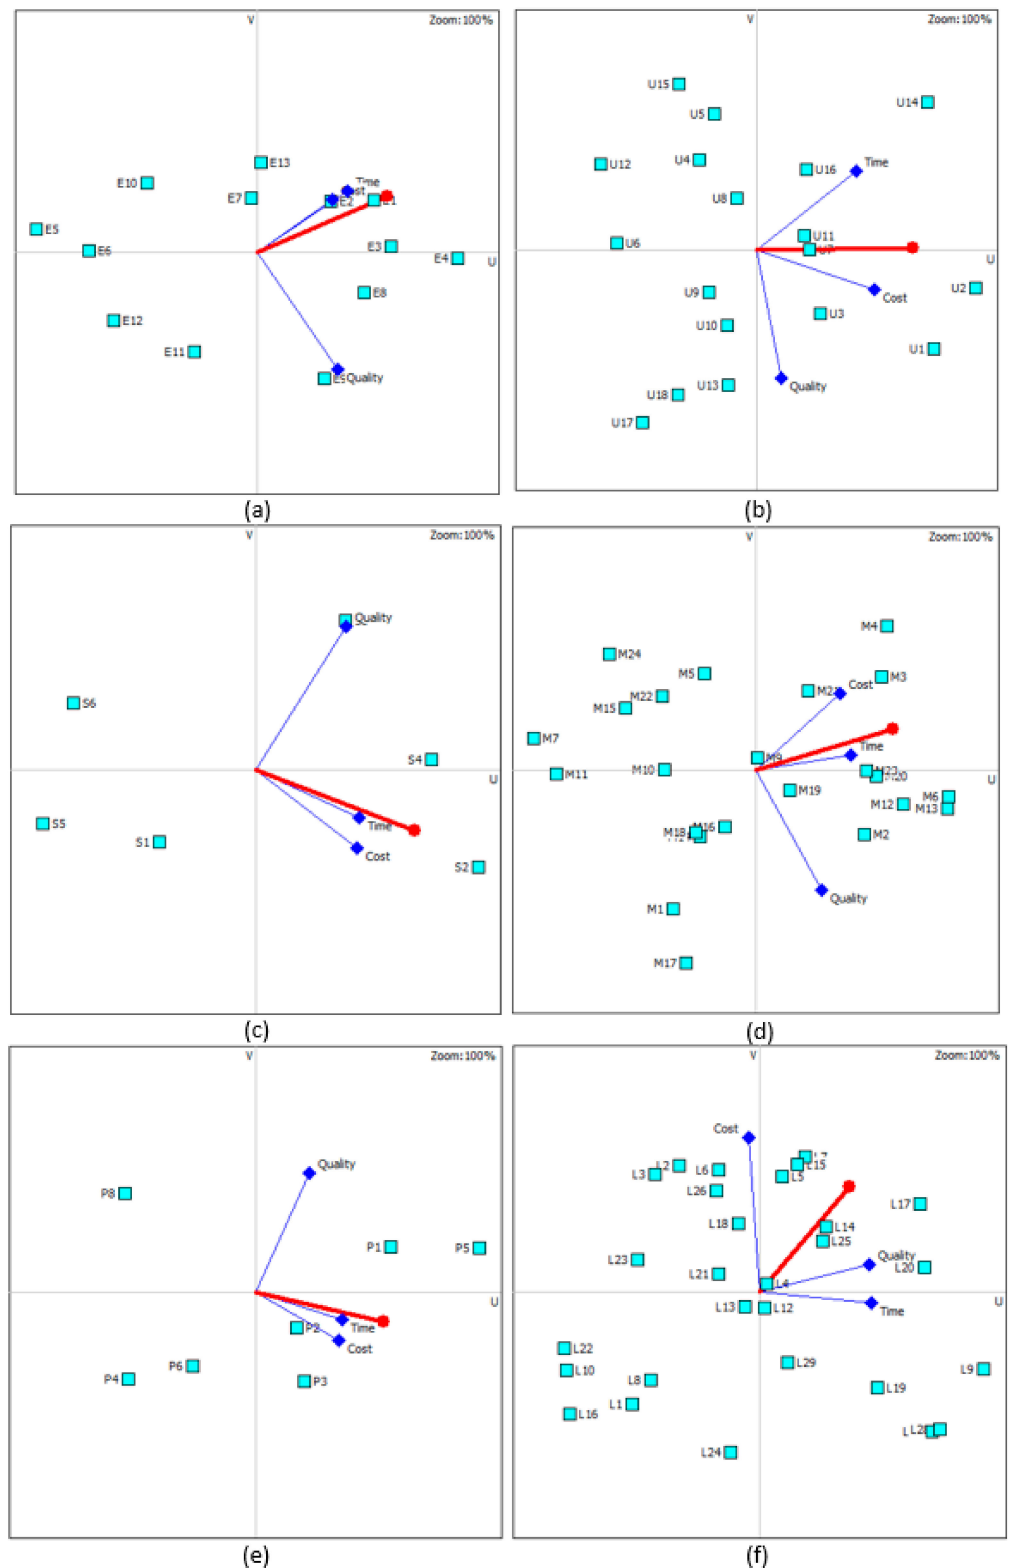 V Zoom:100%
E13
E10
Time
E7
E2
E5
E3
E6
E4
U
E8
E12
E11
Quality
(a)
V Zoom:100%
U15
U14
U5
U4
Time
U12
U16
U8
U11
U6
U7
U
U2
U9
Cost
U3
U10
U1
U13
Quality
U18
U17
(b)
V Zoom:100%
Quality
S6
S4
U
S5
Time
S1
Cost
S2
(c)
V Zoom:100%
M4
M24
M5
M3
Cost
M22
M15
M7
Time
M9
M10
M11
U
M19
M6
M12
M13
M18
M16
M2
Quality
M1
M17
(d)
V Zoom:100%
Quality
P8
P1
P5
U
P2
Time
Cost
P6
P4
P3
(e)
V
Zoom:100%
Cost
L2
L15
L6
L3
L5
L26
L17
L18
L14
L25
L23
Quality
L20
L21
L4
U
L13
L12
Time
L22
L29
L10
L9
L8
L19
L1
L16
L24
(f)